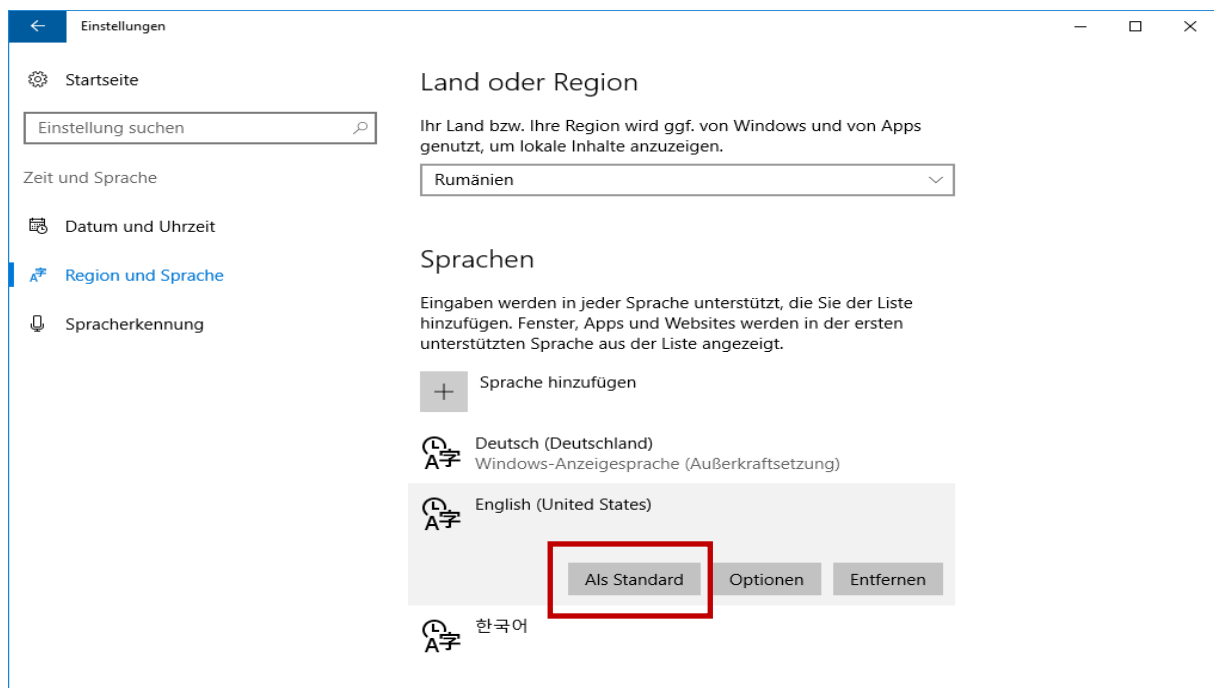 Einstellungen
Startseite
Einstellung suchen
Zeit und Sprache
Datum und Uhrzeit
Region und Sprache
Spracherkennung
Land oder Region
Ihr Land bzw. Ihre Region wird ggf. von Windows und von Apps
genutzt, um lokale Inhalte anzuzeigen.
Rumänien
Sprachen
Eingaben werden in jeder Sprache unterstützt, die Sie der Liste
hinzufügen. Fenster, Apps und Websites werden in der ersten
unterstützten Sprache aus der Liste angezeigt.
Sprache hinzufügen
Deutsch (Deutschland)
Windows-Anzeigesprache (Außerkraftsetzung)
English (United States)
Als Standard Optionen Entfernen
한국어